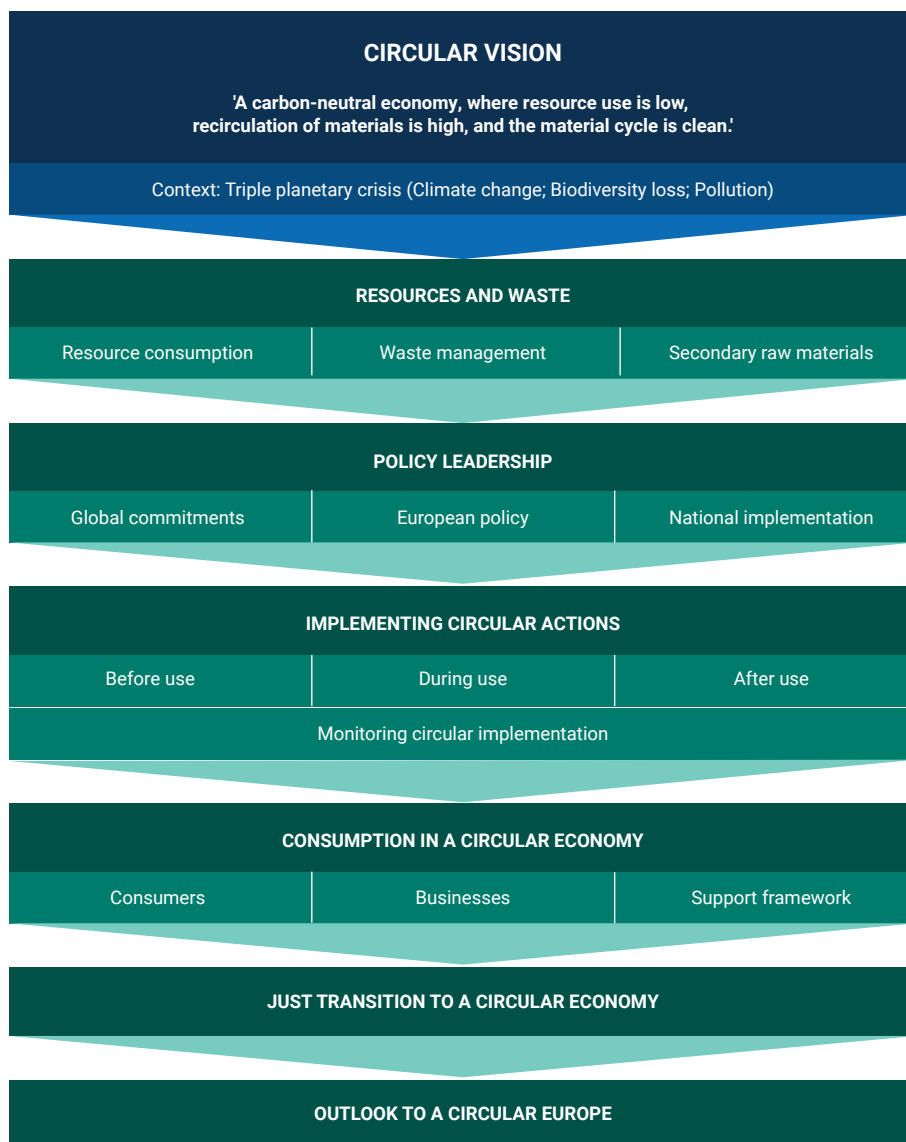 CIRCULAR VISION
'A carbon-neutral economy, where resource use is low,
recirculation of materials is high, and the material cycle is clean.'
Context: Triple planetary crisis (Climate change; Biodiversity loss; Pollution)
RESOURCES AND WASTE
Resource consumption
Waste management
Secondary raw materials
POLICY LEADERSHIP
Global commitments
European policy
National implementation
IMPLEMENTING CIRCULAR ACTIONS
Before use
During use
After use
Monitoring circular implementation
CONSUMPTION IN A CIRCULAR ECONOMY
Consumers
Businesses
Support framework
JUST TRANSITION TO A CIRCULAR ECONOMY
OUTLOOK TO A CIRCULAR EUROPE